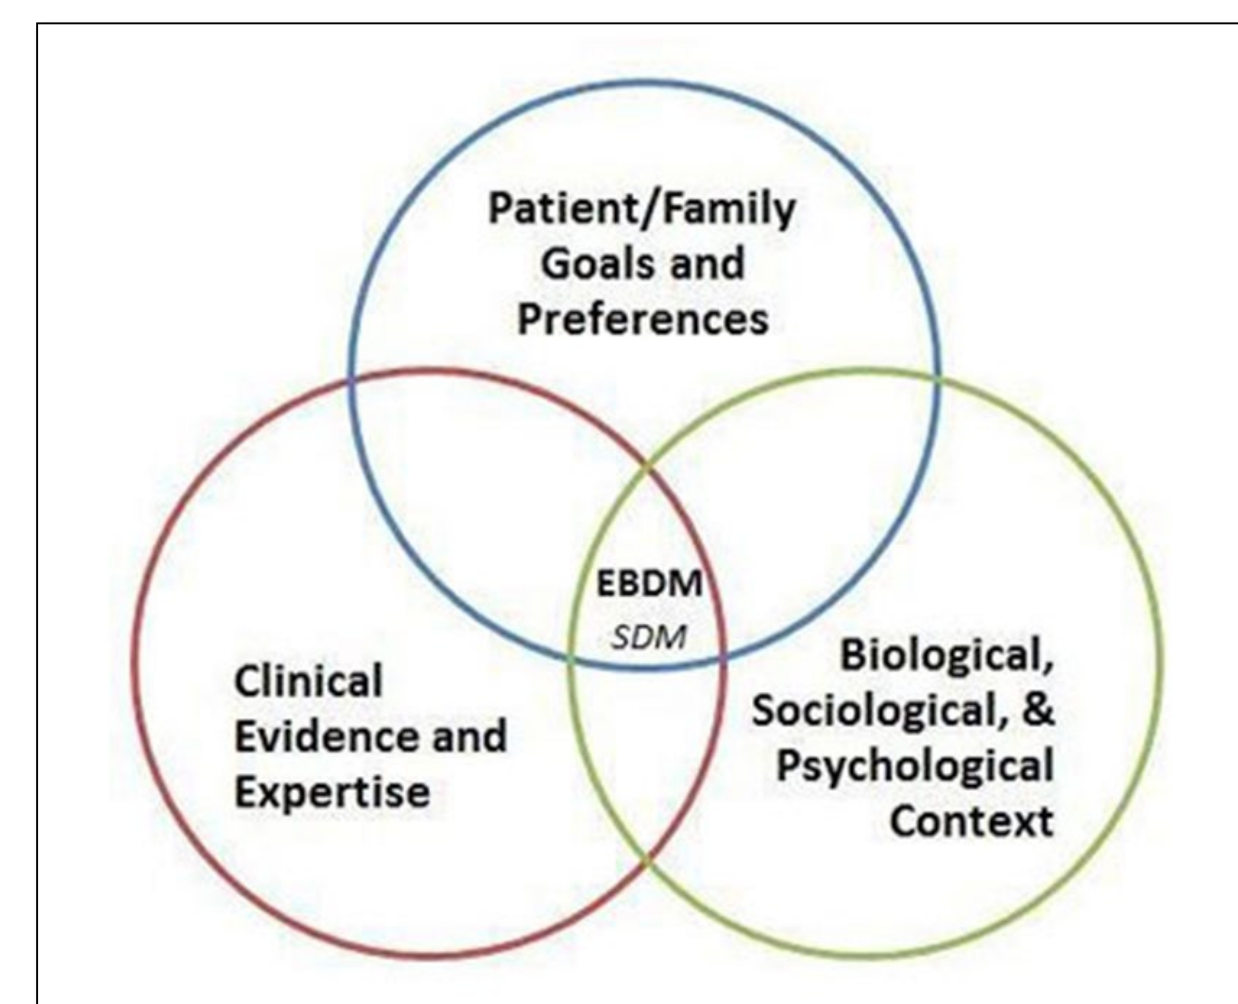 Patient/Family
Goals and
Preferences
EBDM
SDM
Clinical
Evidence and
Expertise
Biological,
Sociological, &
Psychological
Context